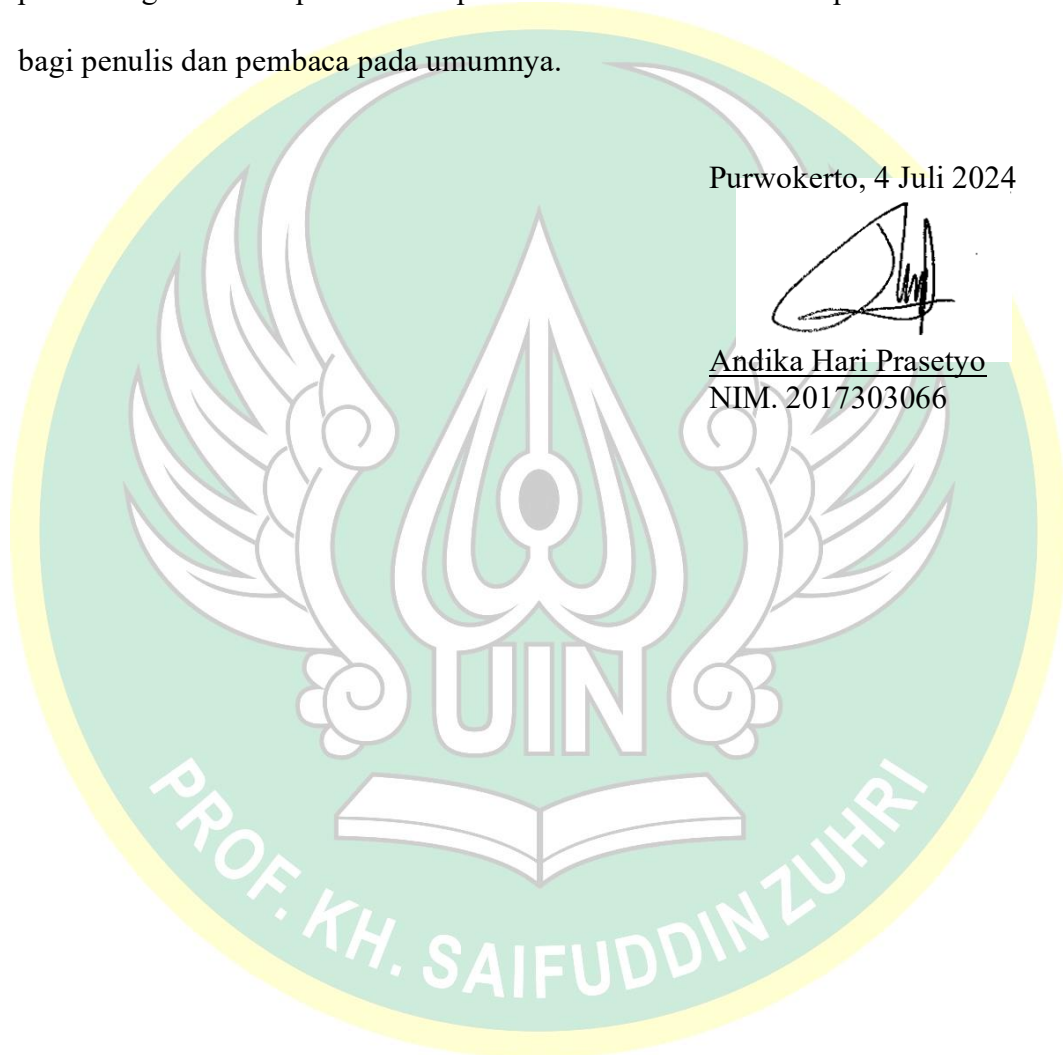 bagi penulis dan pembaca pada umumnya.
Purwokerto, 4 Juli 2024
Andika Hari Prasetyo
NIM. 2017303066
UIN
PROF. KH. SAIFUDDIN ZUHRI